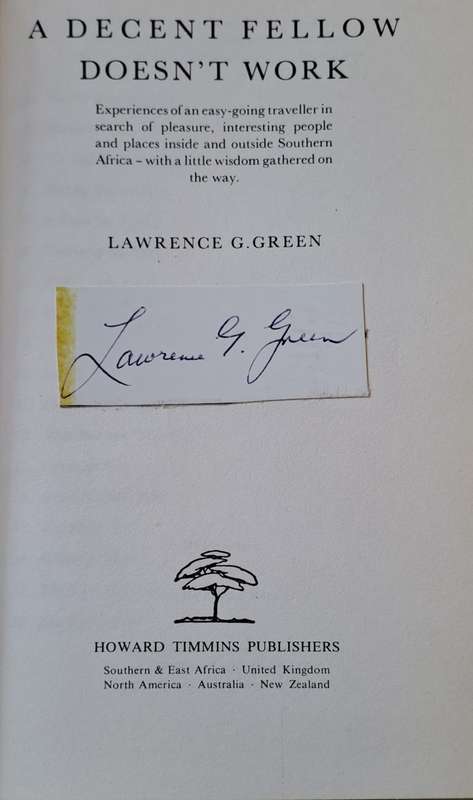 A DECENT FELLOW
DOESN'T WORK
Experiences of an easy-going traveller in
search of pleasure, interesting people
and places inside and outside Southern
Africa – with a little wisdom gathered on
the way.
LAWRENCE G.GREEN
Lawrence G. Green
HOWARD TIMMINS PUBLISHERS
Southern & East Africa · United Kingdom
North America · Australia · New Zealand